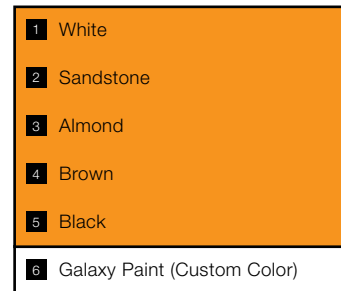 1 White
2 Sandstone
3 Almond
4 Brown
5 Black
6 Galaxy Paint (Custom Color)